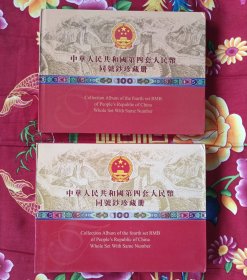 中華人民共和國第四套人民幣
同號鈔珍藏册
100
Collection Album of the fourth set RMB
of People's Republic of China
Whole Set With Same Number
中華人民共和國第四套人民幣
同號鈔珍藏册
100
Collection Album of the fourth set RMB
of People's Republic of China
Whole Set With Same Number